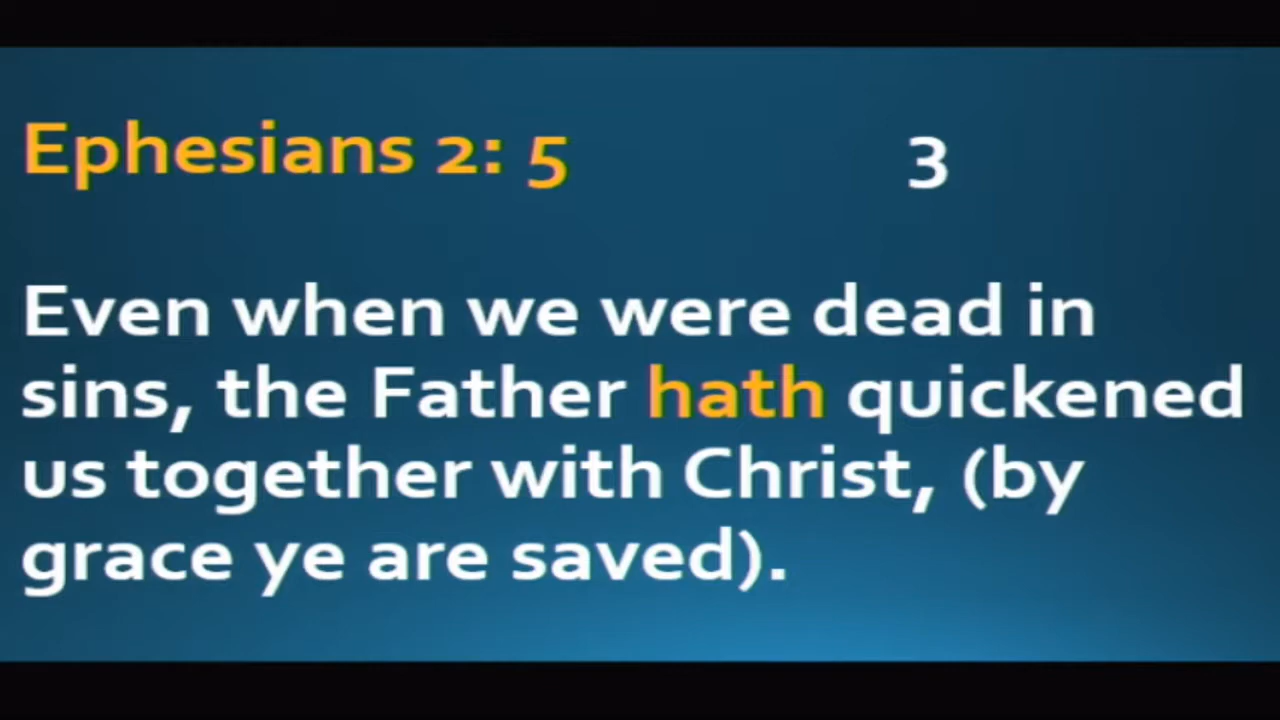 Ephesians 2: 5 3
Even when we were dead in
sins, the Father hath quickened
us together with Christ, (by
grace ye are saved).